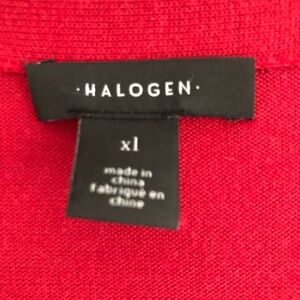 ·HALOGEN·
xl
made in
china
fabriqué en
chine